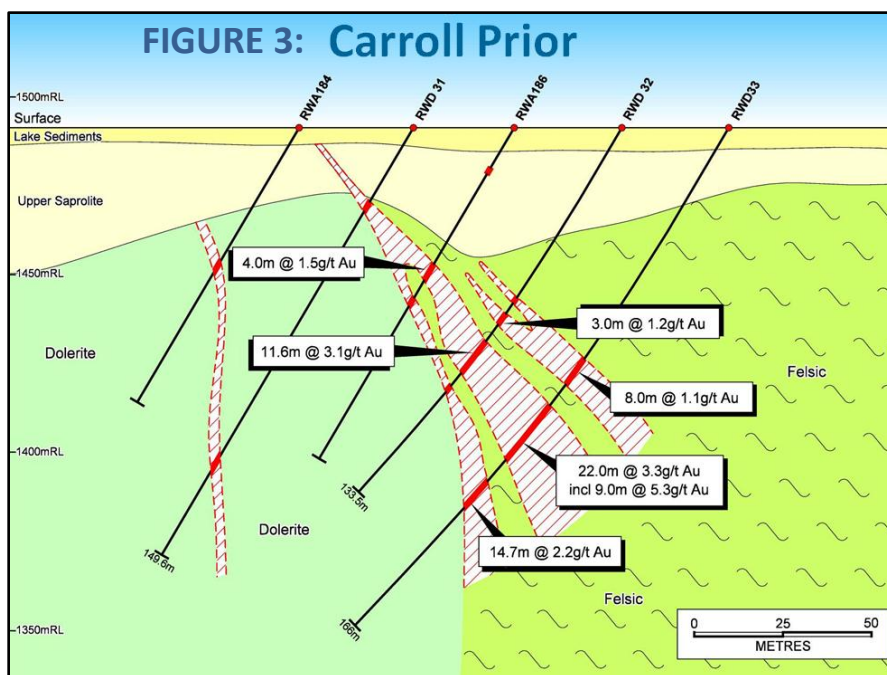 FIGURE 3: Carroll Prior
RWA184
RWD 31
RWA186
RWD 32
RWD33
1500mRL
Surface
Lake Sediments
Upper Saprolite
1450mRL
4.0m @ 1.5g/t Au
3.0m @ 1.2g/t Au
Dolerite
11.6m @ 3.1g/t Au
Felsic
8.0m @ 1.1g/t Au
1400mRL
22.0m @ 3.3g/t Au
incl 9.0m @ 5.3g/t Au
133.5m
Dolerite
14.7m @ 2.2g/t Au
149.6m
Felsic
166m
1350mRL
0 25 50
METRES